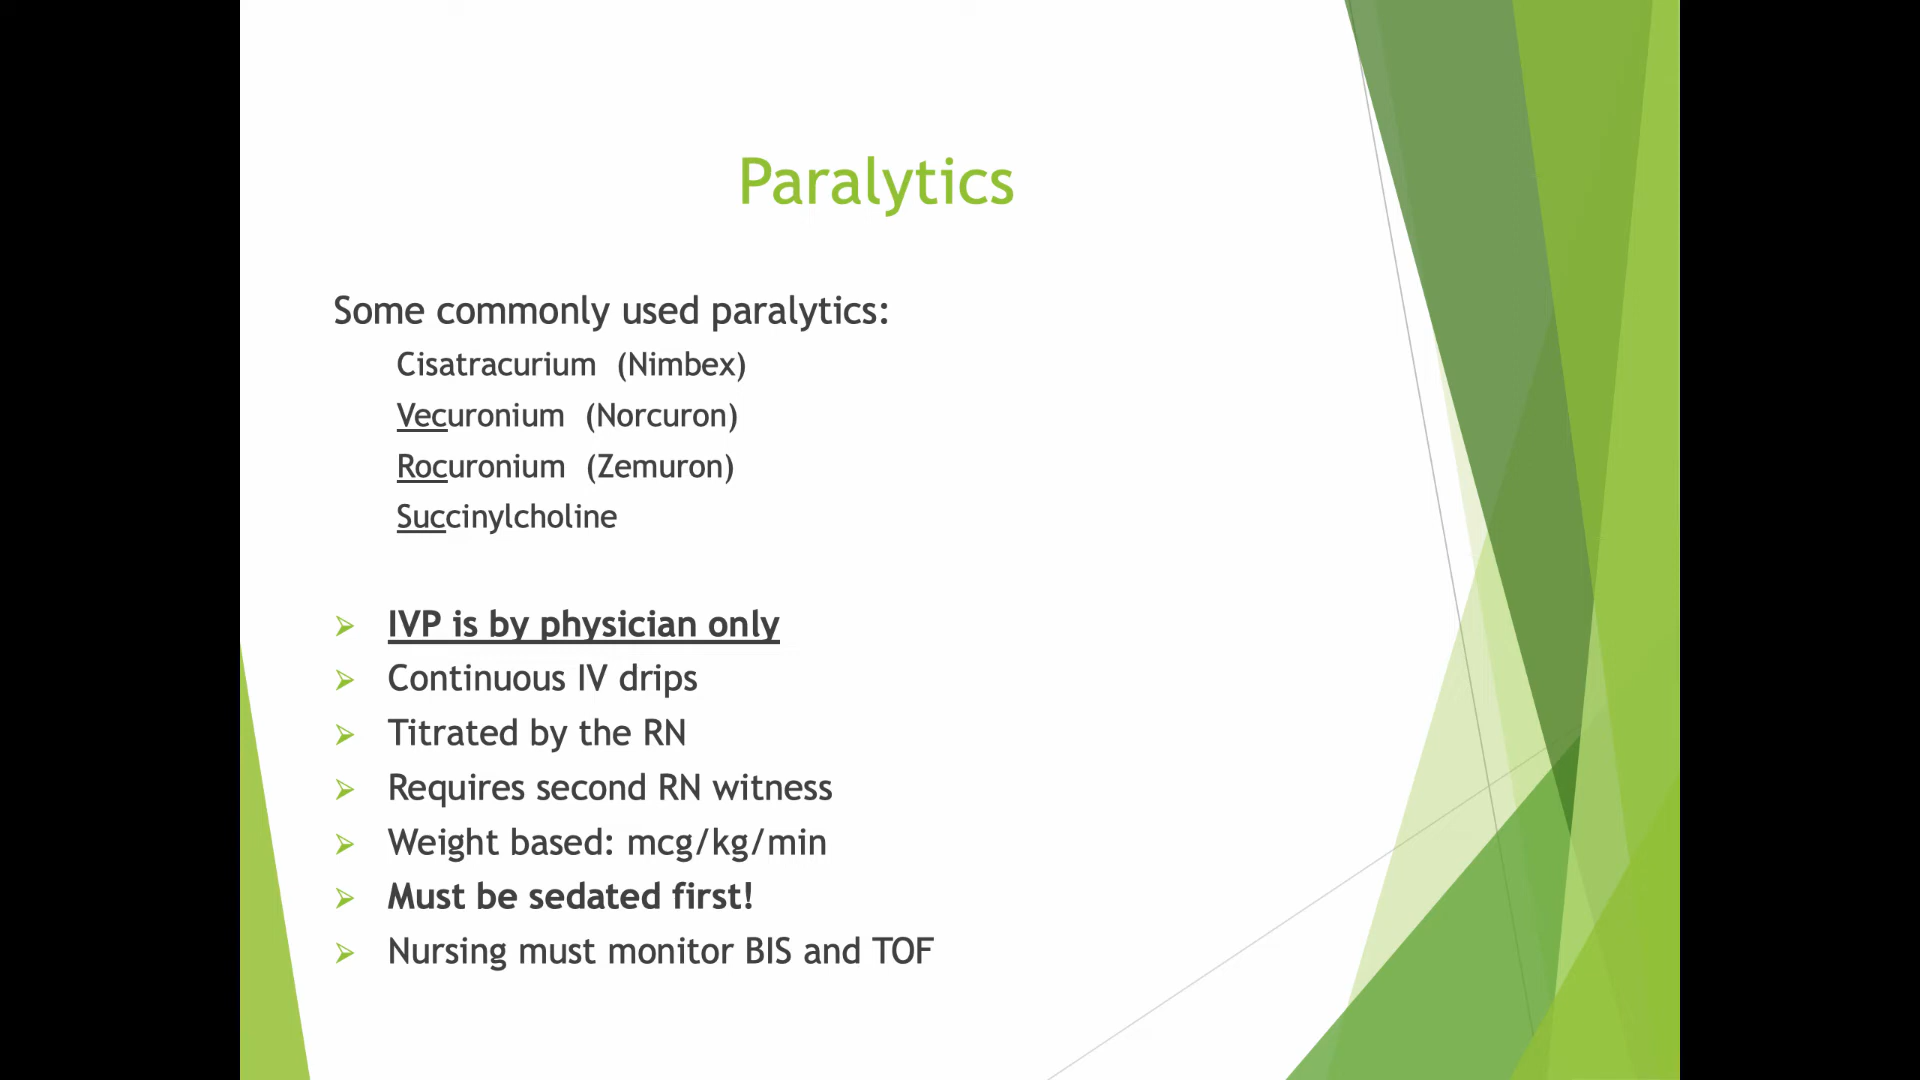 Paralytics
Some commonly used paralytics:
Cisatracurium (Nimbex)
Vecuronium (Norcuron)
Rocuronium (Zemuron)
Succinylcholine
IVP is by physician only
Continuous IV drips
Titrated by the RN
Requires second RN witness
Weight based: mcg/kg/min
Must be sedated first!
Nursing must monitor BIS and TOF